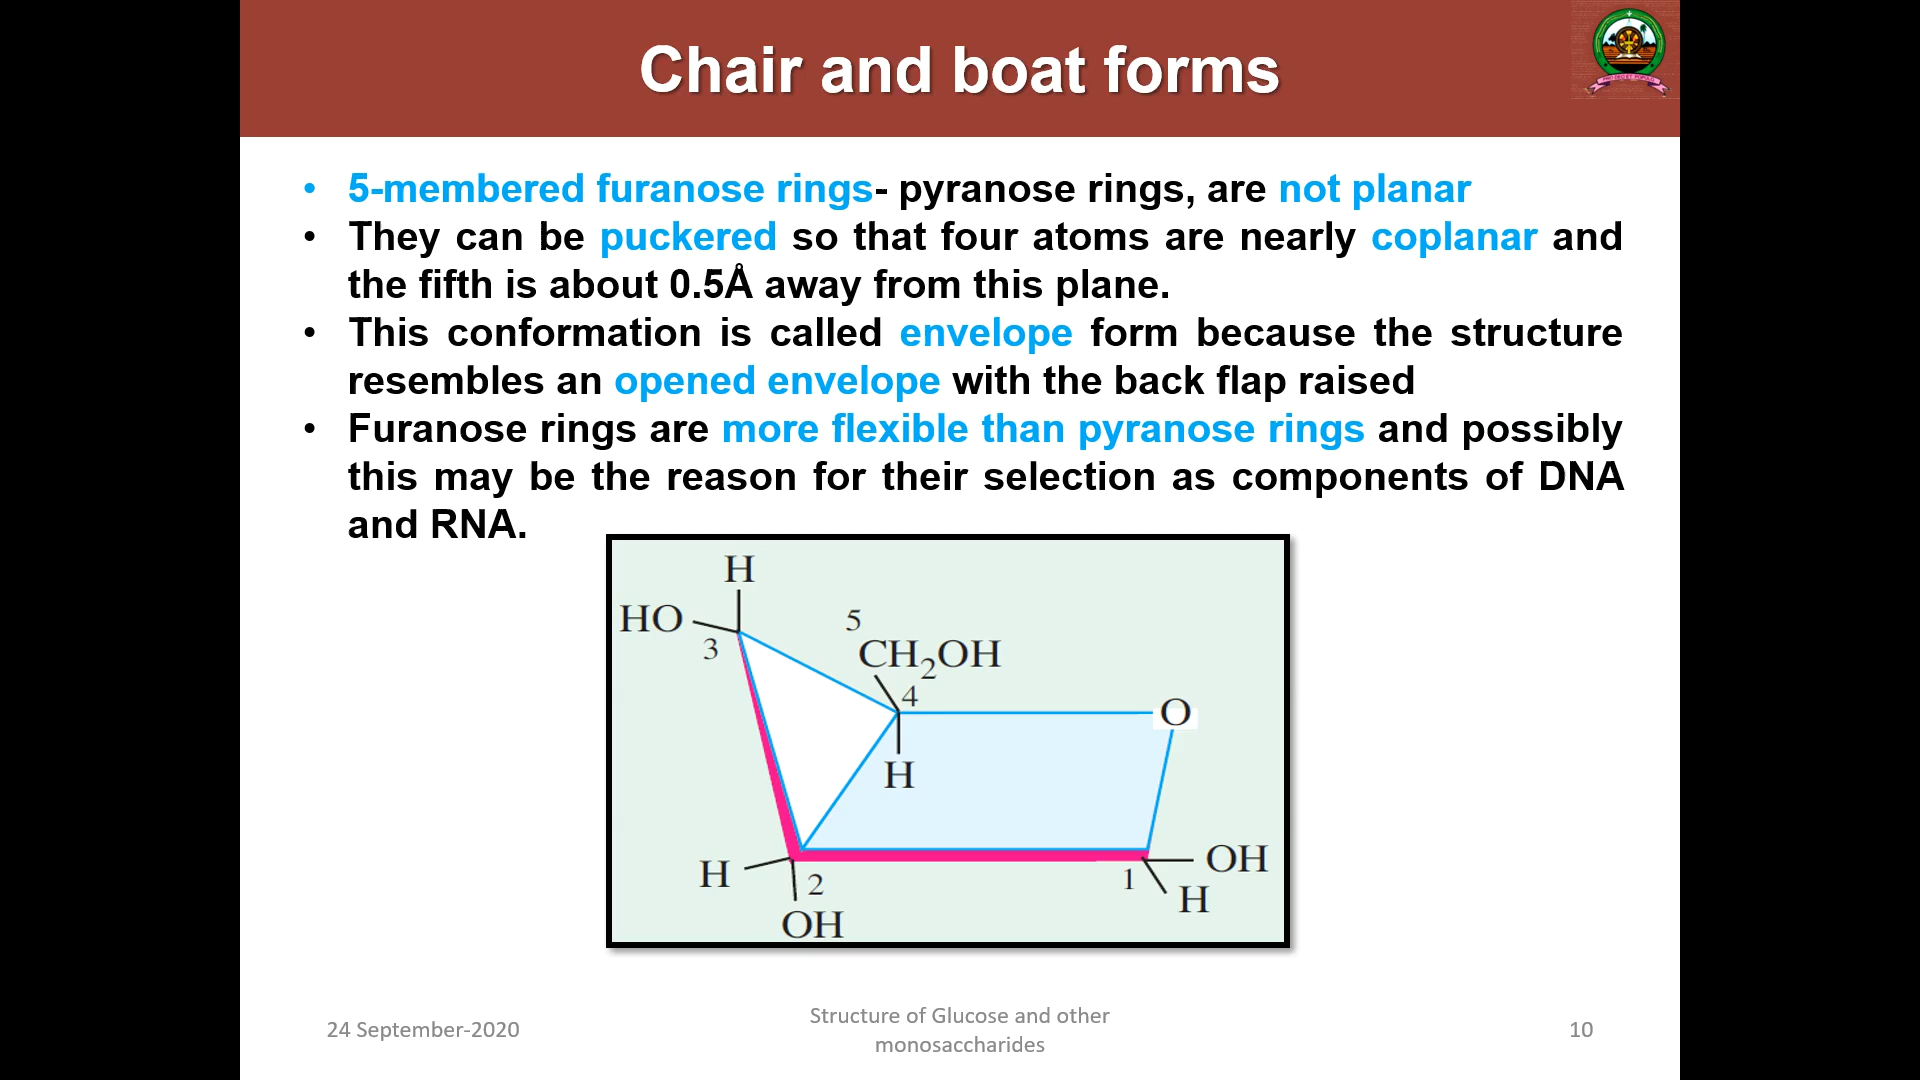 Chair and boat forms
• 5-membered furanose rings- pyranose rings, are not planar
• They can be puckered so that four atoms are nearly coplanar and
the fifth is about 0.5Å away from this plane.
• This conformation is called envelope form because the structure
resembles an opened envelope with the back flap raised
• Furanose rings are more flexible than pyranose rings and possibly
this may be the reason for their selection as components of DNA
and RNA.
H
HO
3
5
CH₂OH
4
O
H
H
2
OH
1
OH
H
24 September-2020
Structure of Glucose and other
monosaccharides
10